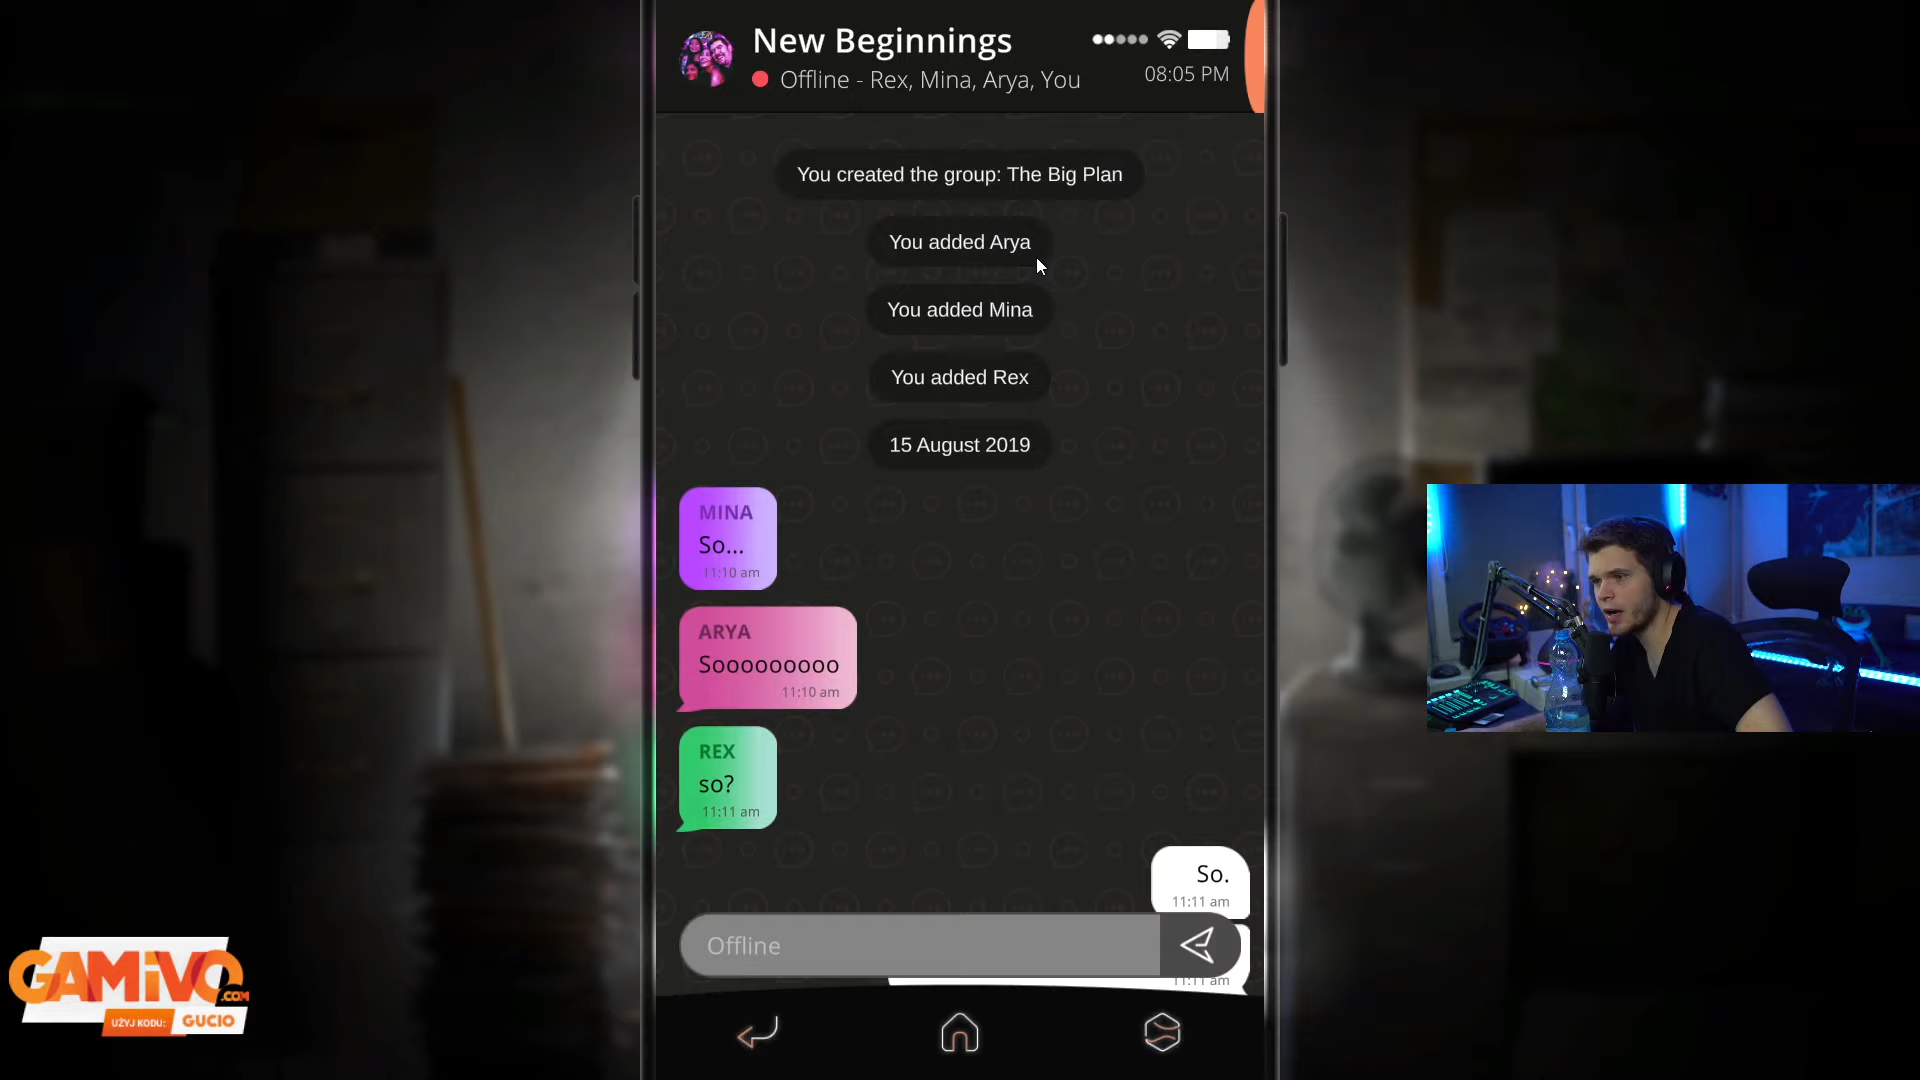 New Beginnings
Offline - Rex, Mina, Arya, You
08:05 PM
You created the group: The Big Plan
You added Arya
You added Mina
You added Rex
15 August 2019
MINA
So...
11:10 am
ARYA
Sooooooooo
11:10 am
REX
so?
11:11 am
So.
11:11 am
Offline
11:11 am
GAMIVO.COM
UŻYJ KODU: GUCIO